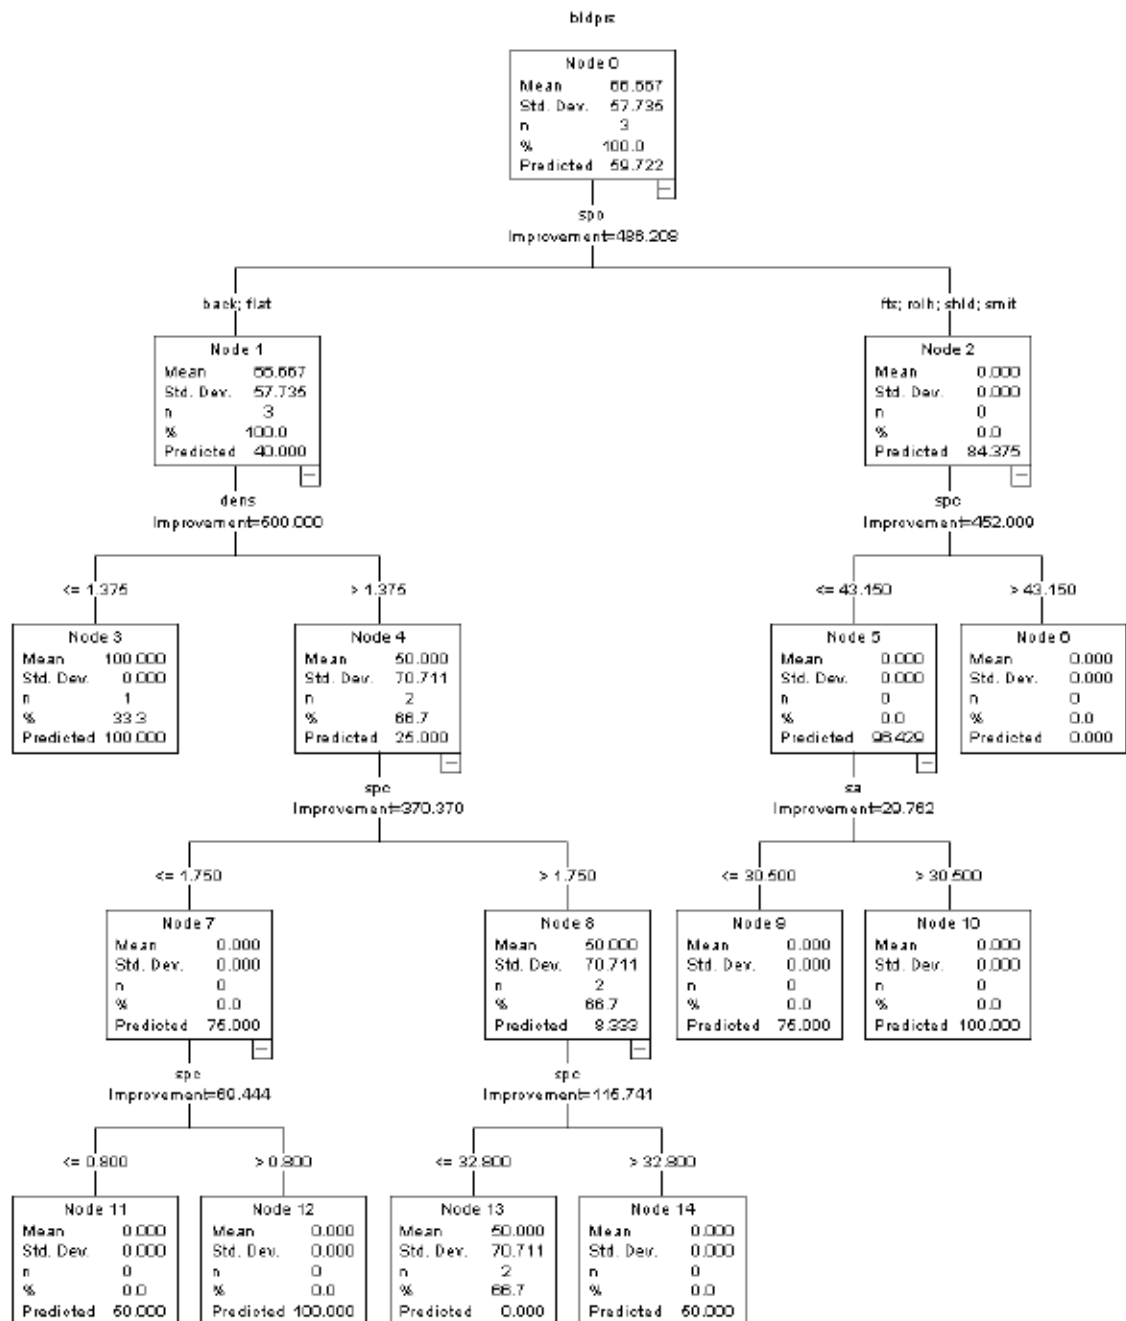 bldprs
Node 0
Mean 66.667
Std. Dev. 57.735
n 3
% 100.0
Predicted 59.722
Improvement=486.208
back; flat
fts; rolh; shld; smit
Node 1
Mean 66.667
Std. Dev. 57.735
n 3
% 100.0
Predicted 40.000
Node 2
Mean 0.000
Std. Dev. 0.000
n 0
% 0.0
Predicted 84.375
dens
Improvement=600.000
spc
Improvement=452.009
<= 1.375
> 1.375
<= 43.150
> 43.150
Node 3
Mean 100.000
Std. Dev. 0.000
n 1
% 33.3
Predicted 100.000
Node 4
Mean 50.000
Std. Dev. 70.711
n 2
% 66.7
Predicted 25.000
Node 5
Mean 0.000
Std. Dev. 0.000
n 0
% 0.0
Predicted 96.429
Node 6
Mean 0.000
Std. Dev. 0.000
n 0
% 0.0
Predicted 0.000
spc
Improvement=370.370
sa
Improvement=29.762
<= 1.750
> 1.750
<= 30.500
> 30.500
Node 7
Mean 0.000
Std. Dev. 0.000
n 0
% 0.0
Predicted 75.000
Node 8
Mean 50.000
Std. Dev. 70.711
n 2
% 66.7
Predicted 8.333
Node 9
Mean 0.000
Std. Dev. 0.000
n 0
% 0.0
Predicted 75.000
Node 10
Mean 0.000
Std. Dev. 0.000
n 0
% 0.0
Predicted 100.000
spc
spc
Improvement=115.741
<= 0.800
> 0.800
<= 32.800
> 32.800
Node 11
Mean 0.000
Std. Dev. 0.000
n 0
% 0.0
Predicted 50.000
Node 12
Mean 0.000
Std. Dev. 0.000
n 0
% 0.0
Predicted 100.000
Node 13
Mean 50.000
Std. Dev. 70.711
n 2
% 66.7
Predicted 0.000
Node 14
Mean 0.000
Std. Dev. 0.000
n 0
% 0.0
Predicted 50.000